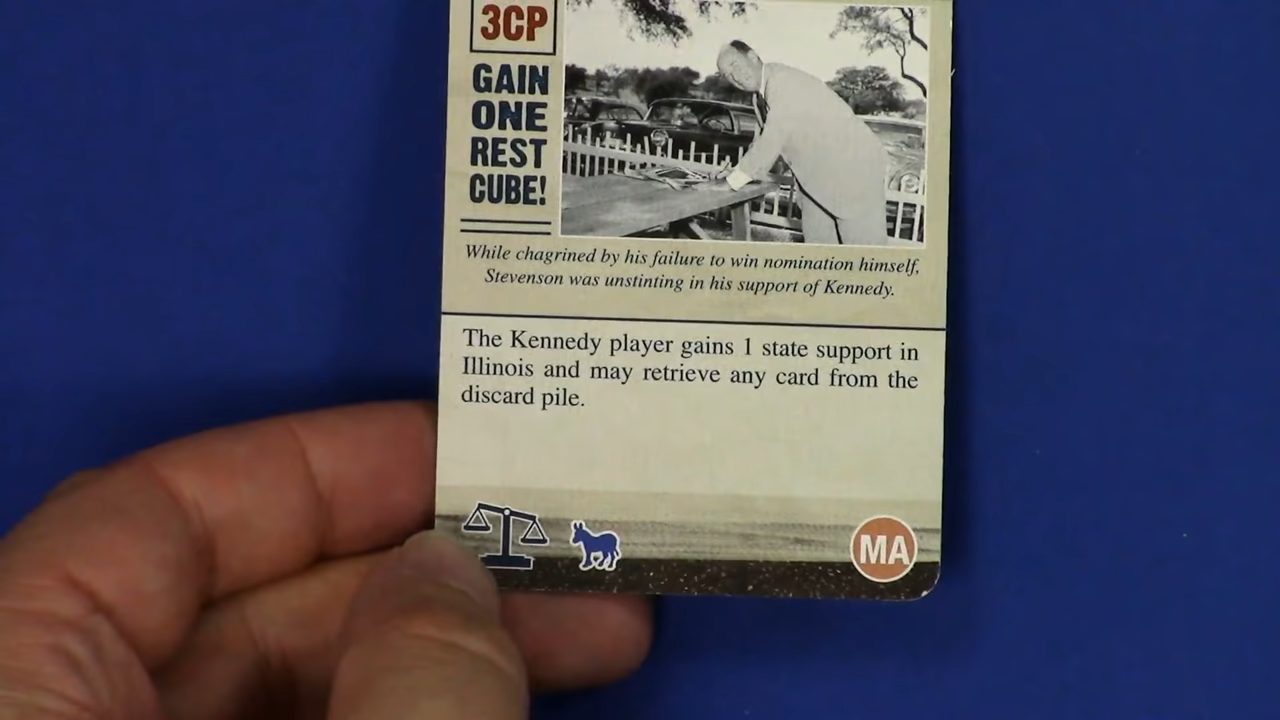 3CP
GAIN
ONE
REST
CUBE!
While chagrined by his failure to win nomination himself,
Stevenson was unstinting in his support of Kennedy.
The Kennedy player gains 1 state support in
Illinois and may retrieve any card from the
discard pile.
MA